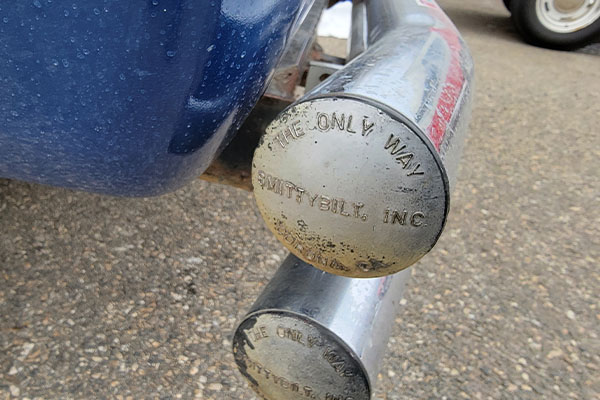 THE ONLY WAY
SMITTYBILT, INC
THE ONLY WAY